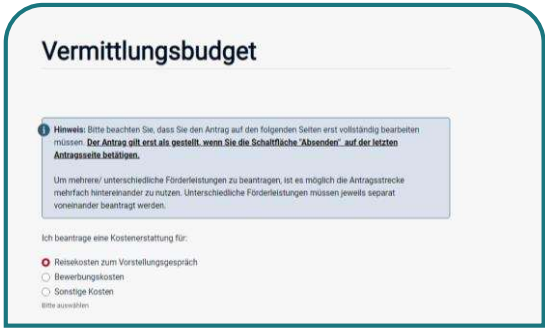 Vermittlungsbudget
Hinweis: Bitte beachten Sie, dass Sie den Antrag auf den folgenden Seiten erst vollständig bearbeiten
müssen. Der Antrag gilt erst als gestellt, wenn Sie die Schaltfläche "Absenden" auf der letzten
Antragsseite betätigen.
Um mehrere/ unterschiedliche Förderleistungen zu beantragen, ist es möglich die Antragsstrecke
mehrfach hintereinander zu nutzen. Unterschiedliche Förderleistungen müssen jeweils separat
voneinander beantragt werden.
Ich beantrage eine Kostenerstattung für:
Reisekosten zum Vorstellungsgespräch
Bewerbungskosten
Sonstige Kosten
Bitte auswählen